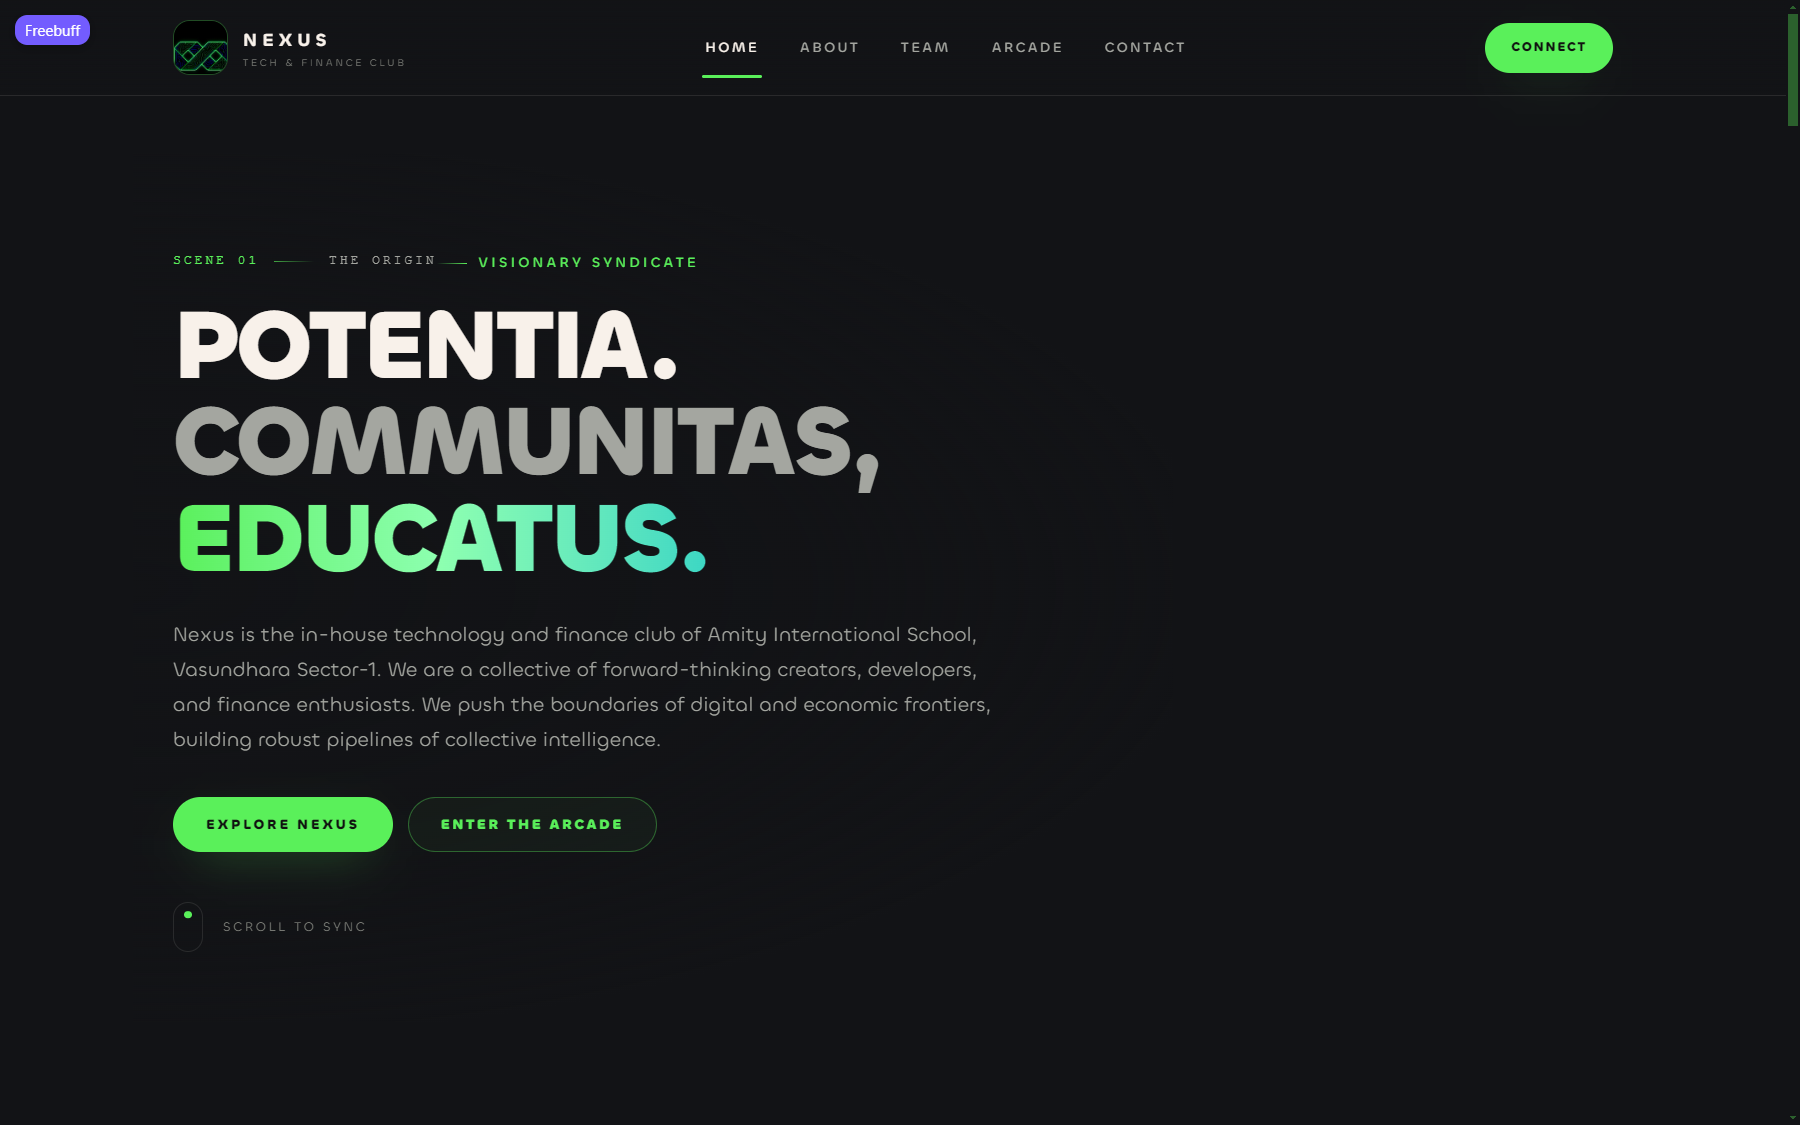 Freebuff
NEXUS
TECH & FINANCE CLUB
HOME
ABOUT
TEAM
ARCADE
CONTACT
CONNECT
SCENE 01
THE ORIGIN
VISIONARY SYNDICATE
POTENTIA.
COMMUNITAS,
EDUCATUS.
Nexus is the in-house technology and finance club of Amity International School,
Vasundhara Sector-1. We are a collective of forward-thinking creators, developers,
and finance enthusiasts. We push the boundaries of digital and economic frontiers,
building robust pipelines of collective intelligence.
EXPLORE NEXUS
ENTER THE ARCADE
SCROLL TO SYNC